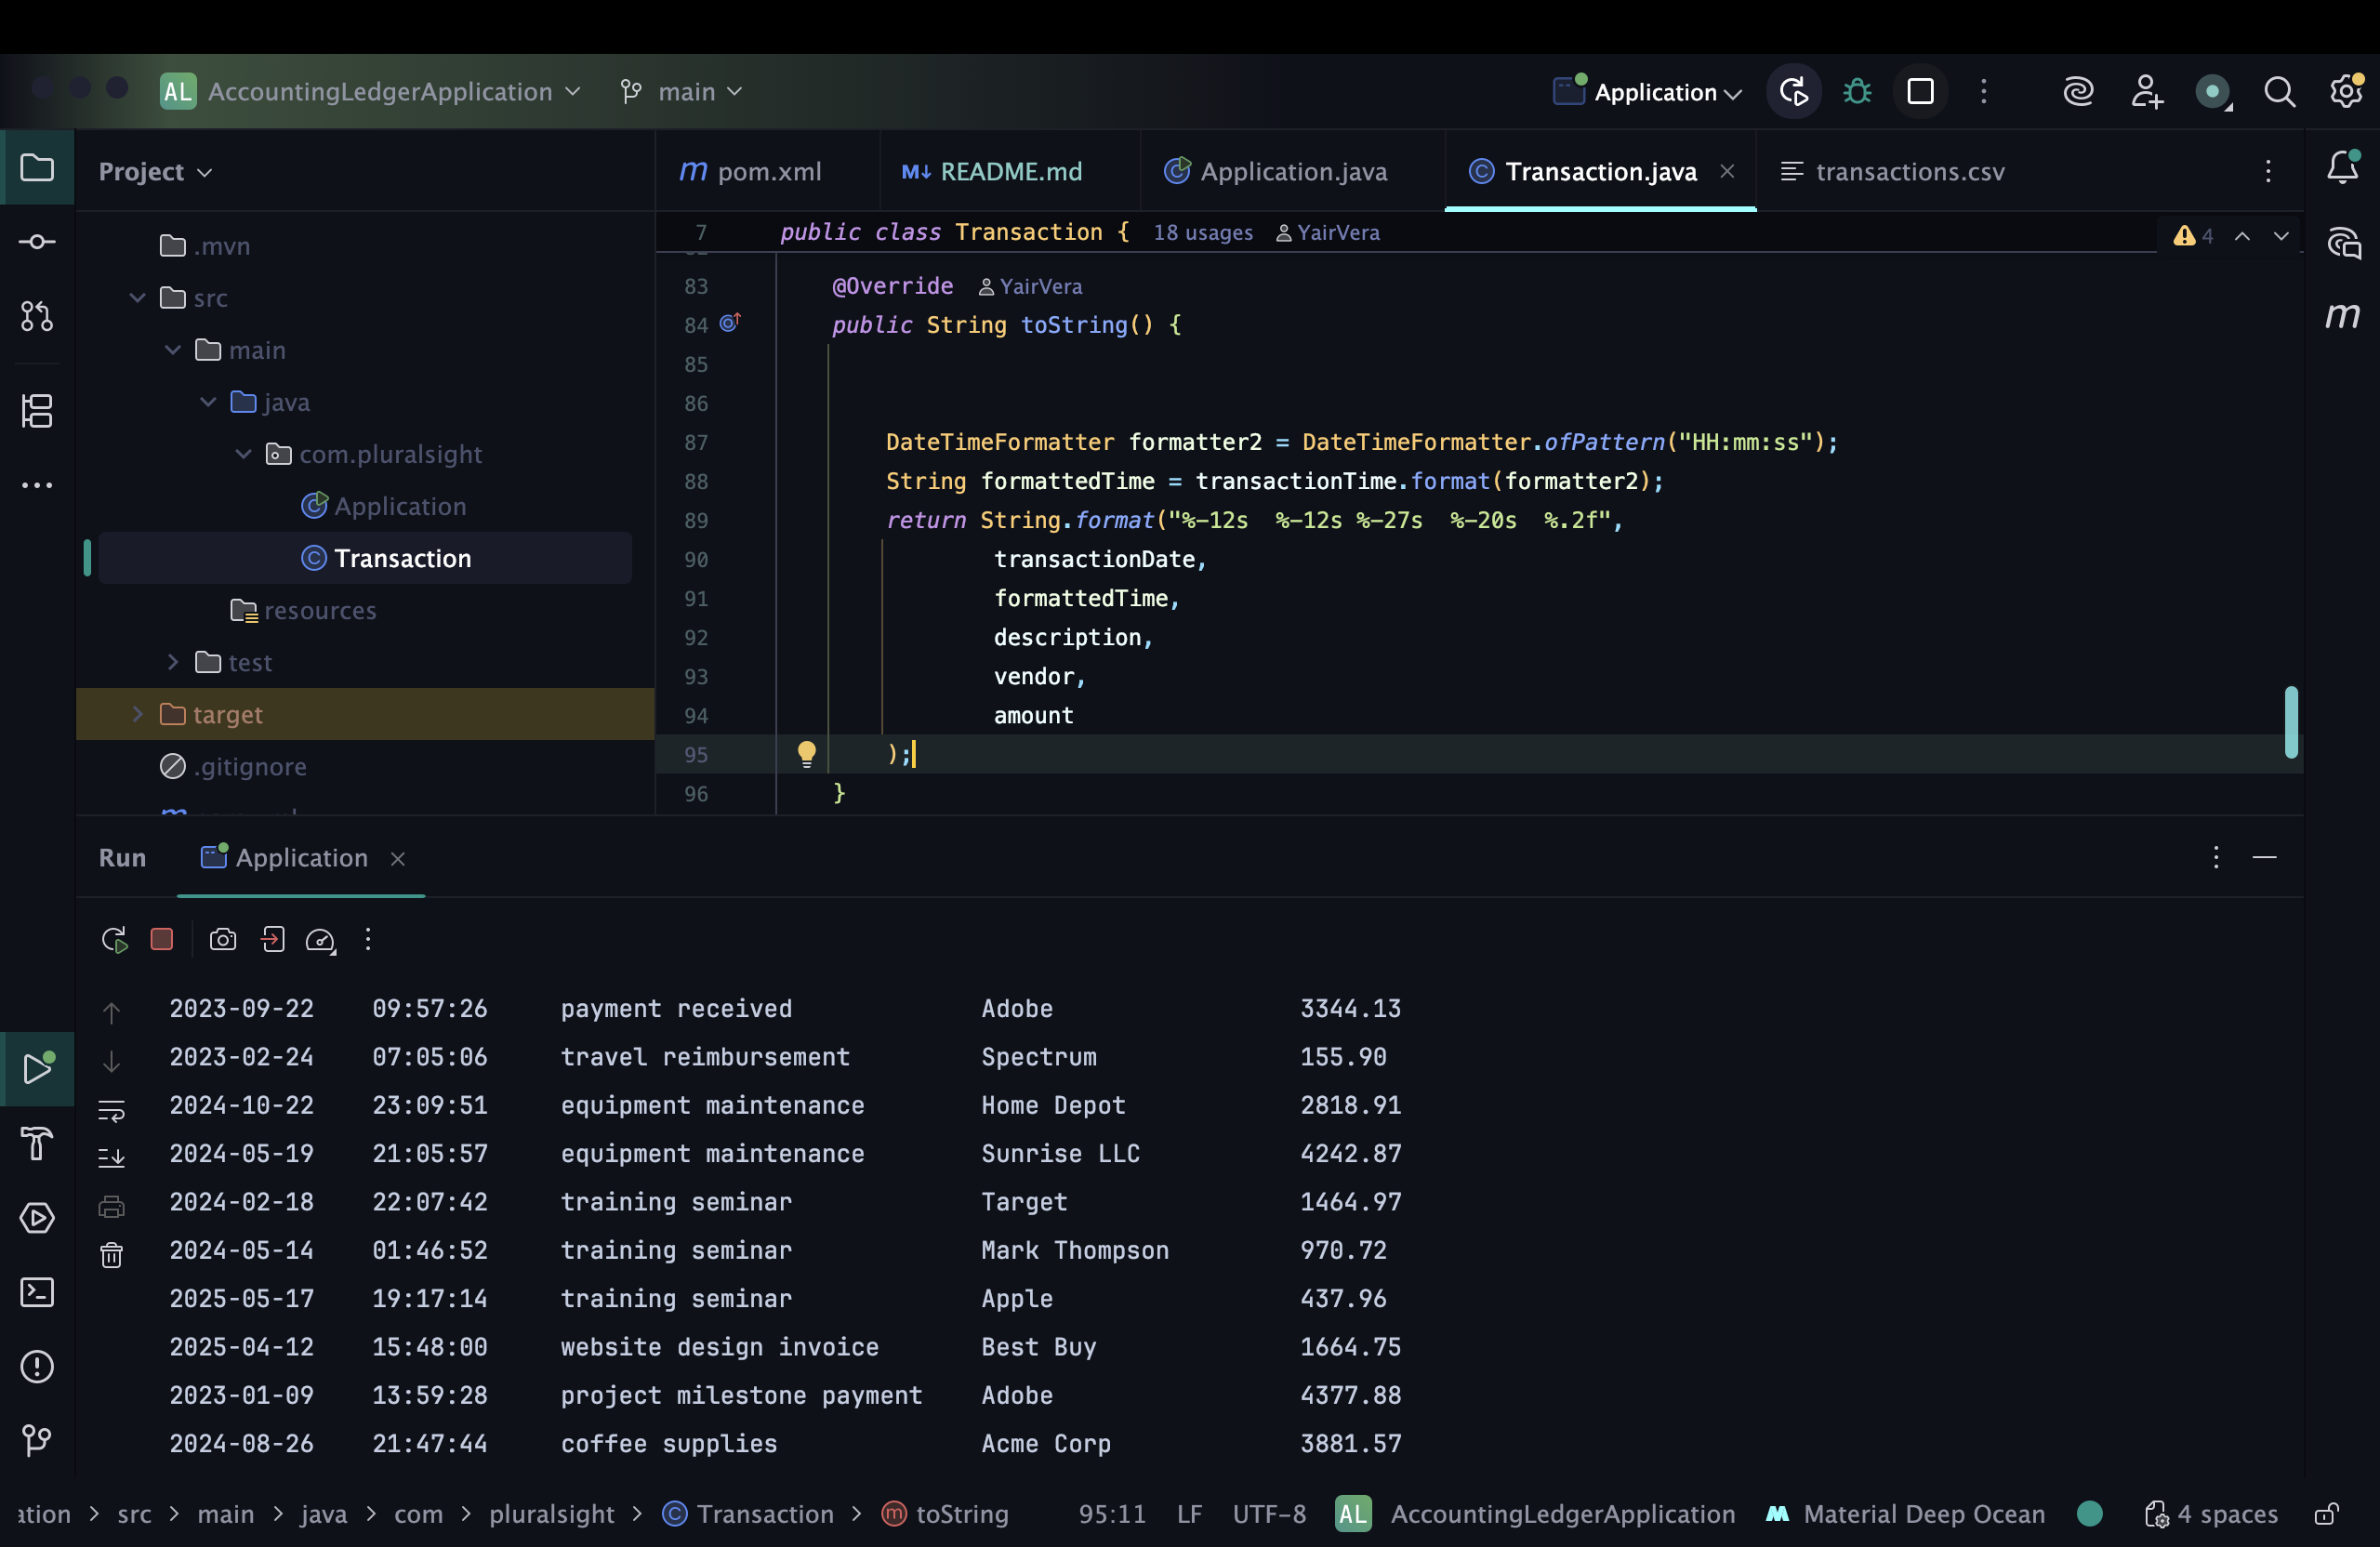 AL AccountingLedgerApplication main Application
Project
pom.xml README.md Application.java Transaction.java transactions.csv
.mvn
src
main
java
com.pluralsight
Application
Transaction
resources
test
target
.gitignore
7 public class Transaction { 18 usages YairVera
4
83 @Override YairVera
84 public String toString() {
85
86
87 DateTimeFormatter formatter2 = DateTimeFormatter.ofPattern("HH:mm:ss");
88 String formattedTime = transactionTime.format(formatter2);
89 return String.format("%-12s  %-12s %-27s  %-20s  %.2f",
90 transactionDate,
91 formattedTime,
92 description,
93 vendor,
94 amount
95 );
96 }
Run Application
2023-09-22 09:57:26 payment received Adobe 3344.13
2023-02-24 07:05:06 travel reimbursement Spectrum 155.90
2024-10-22 23:09:51 equipment maintenance Home Depot 2818.91
2024-05-19 21:05:57 equipment maintenance Sunrise LLC 4242.87
2024-02-18 22:07:42 training seminar Target 1464.97
2024-05-14 01:46:52 training seminar Mark Thompson 970.72
2025-05-17 19:17:14 training seminar Apple 437.96
2025-04-12 15:48:00 website design invoice Best Buy 1664.75
2023-01-09 13:59:28 project milestone payment Adobe 4377.88
2024-08-26 21:47:44 coffee supplies Acme Corp 3881.57
ation > src > main > java > com > pluralsight > Transaction > toString 95:11 LF UTF-8 AL AccountingLedgerApplication Material Deep Ocean 4 spaces